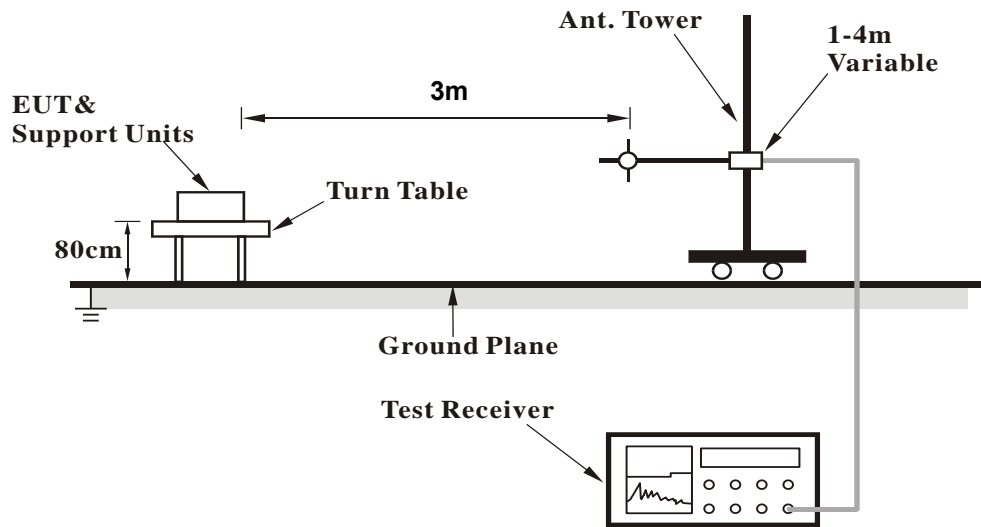 Ant. Tower
1-4m
Variable
3m
EUT&
Support Units
Turn Table
80cm
Ground Plane
Test Receiver